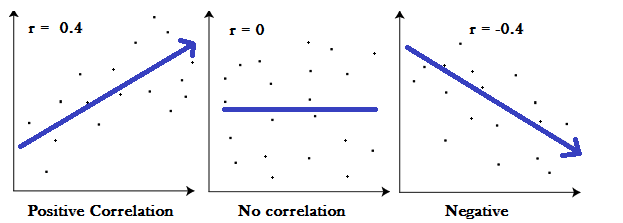 r = 0.4
r = 0
r = -0.4
Positive Correlation
No correlation
Negative